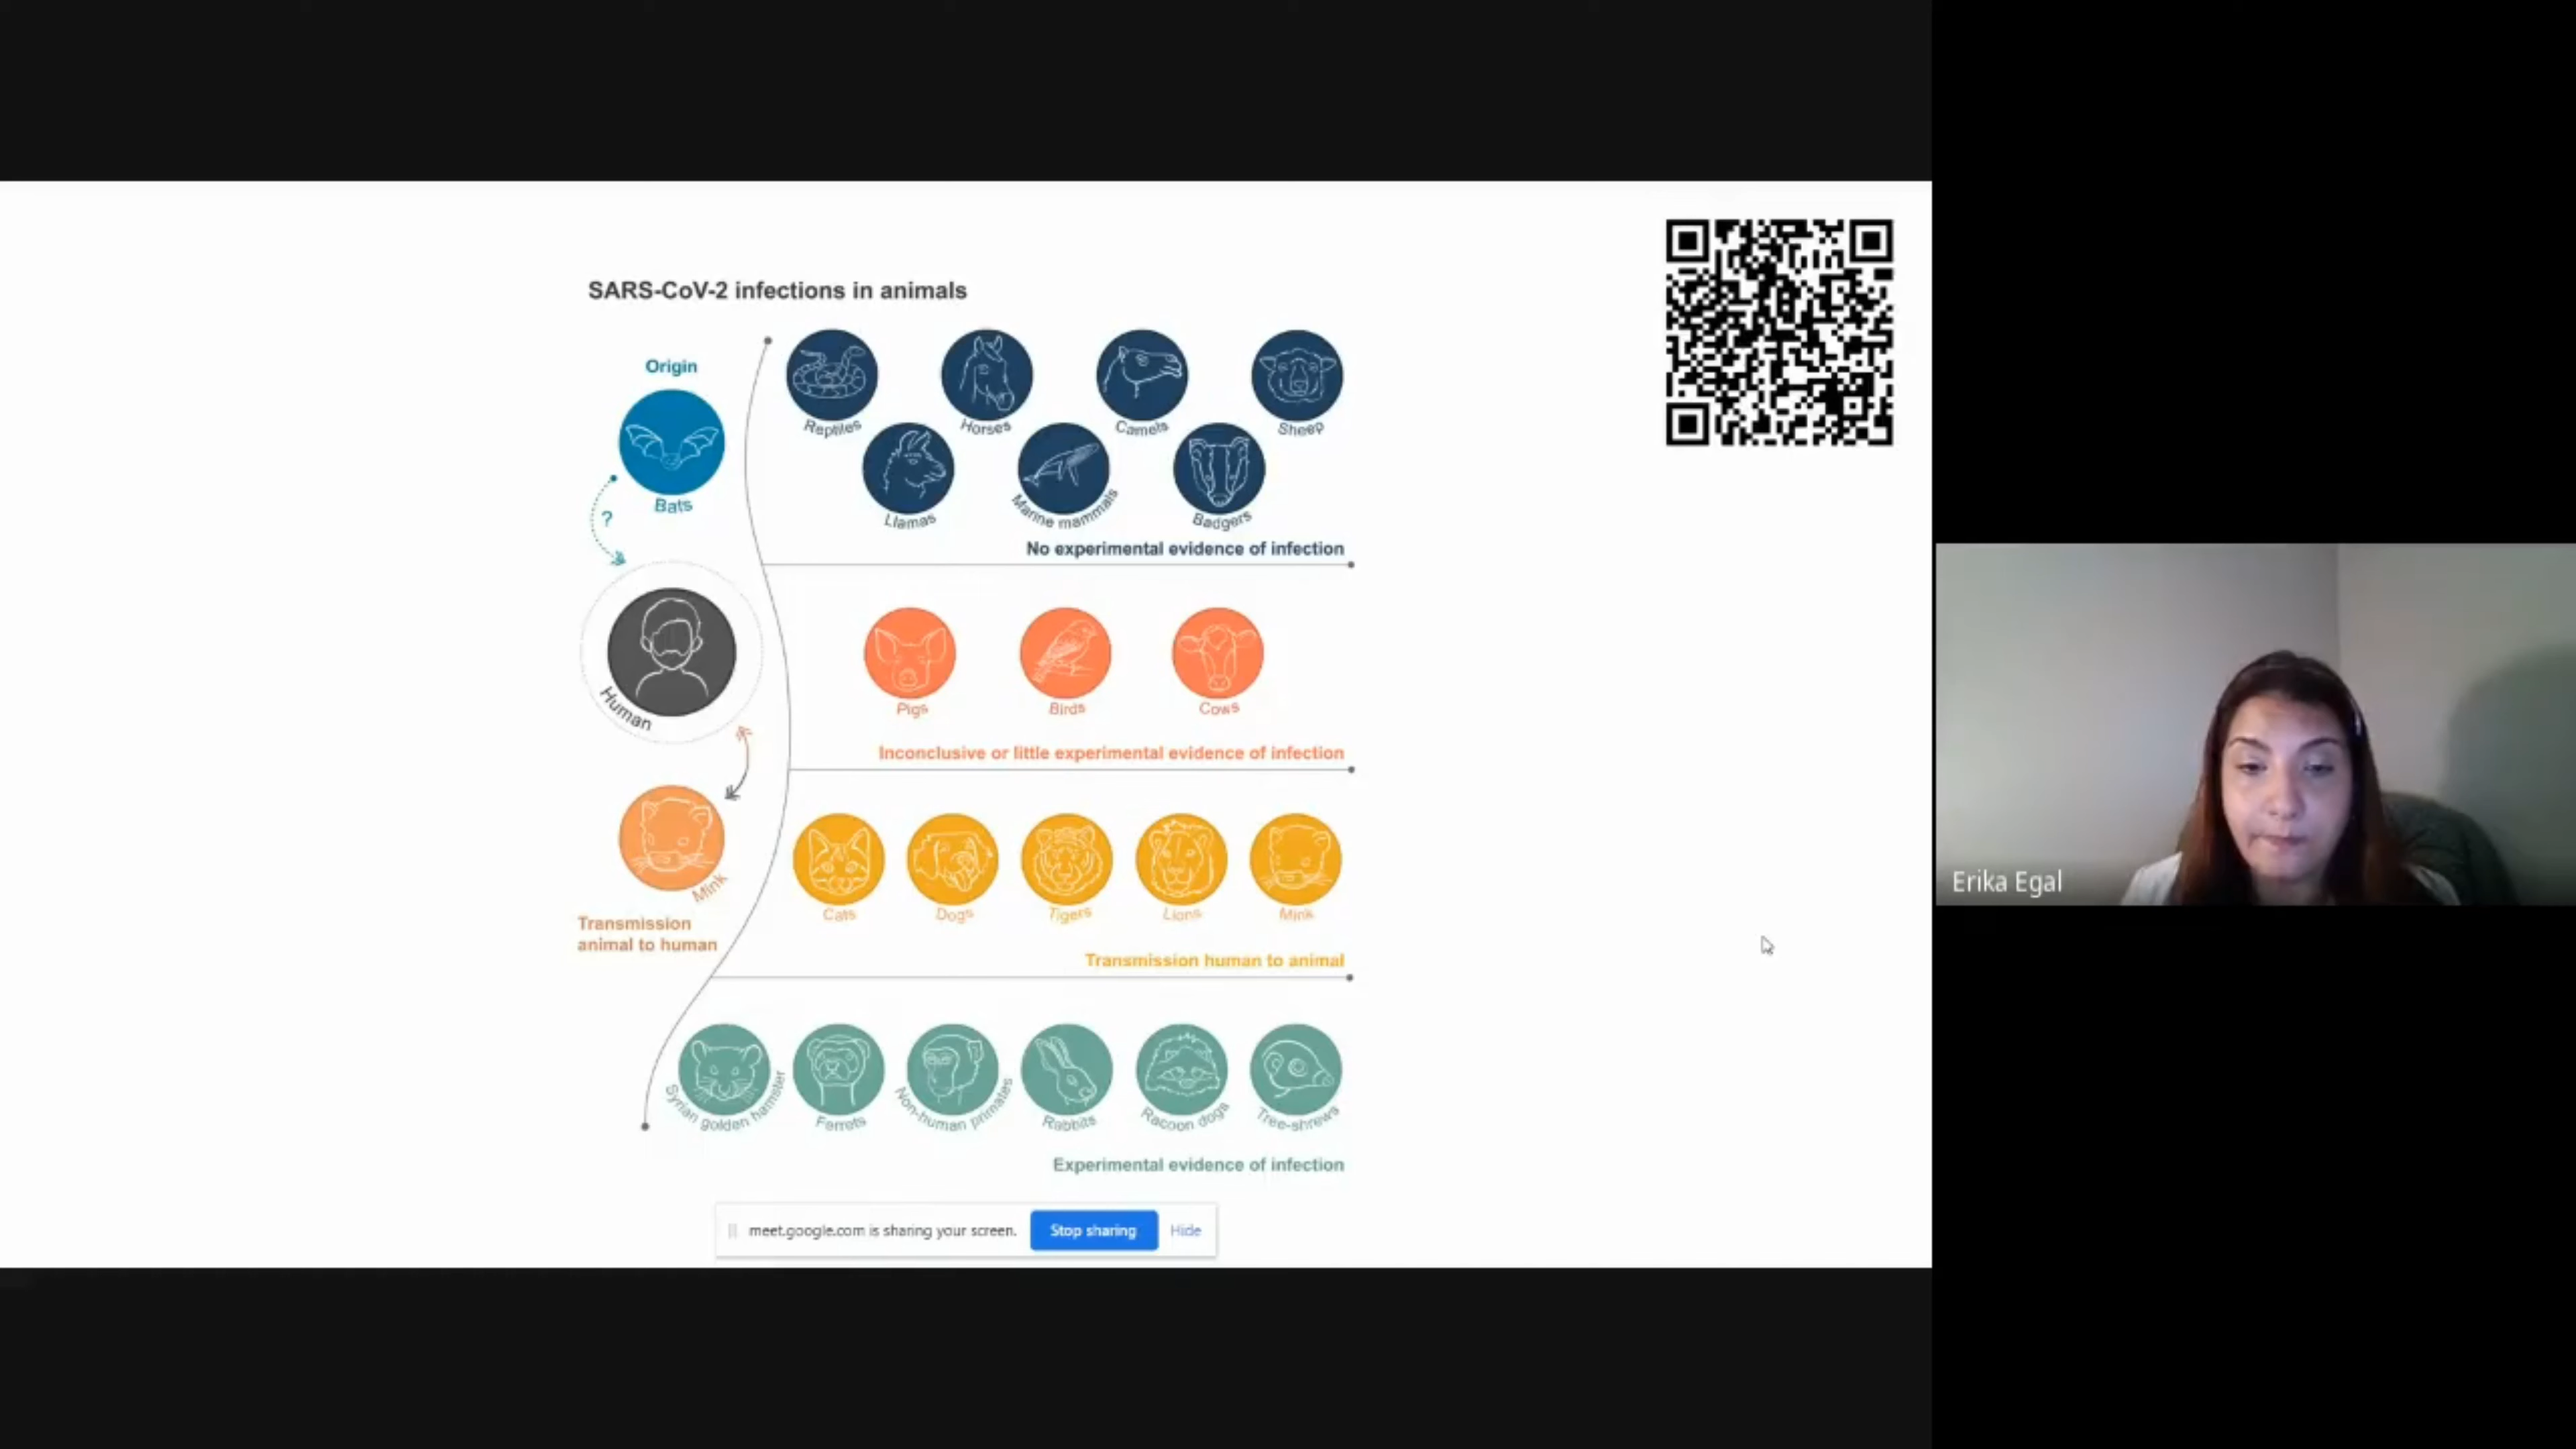 SARS-CoV-2 infections in animals
Origin
Bats
?
Human
Mink
Transmission
animal to human
Reptiles
Horses
Camels
Sheep
Llamas
Marine mammals
Badgers
No experimental evidence of infection
Pigs
Birds
Cows
Inconclusive or little experimental evidence of infection
Cats
Dogs
Tigers
Lions
Mink
Transmission human to animal
Syrian golden hamster
Ferrets
Non-human primates
Rabbits
Racoon dogs
Tree-shrews
Experimental evidence of infection
meet.google.com is sharing your screen.
Stop sharing
Hide
Erika Egal